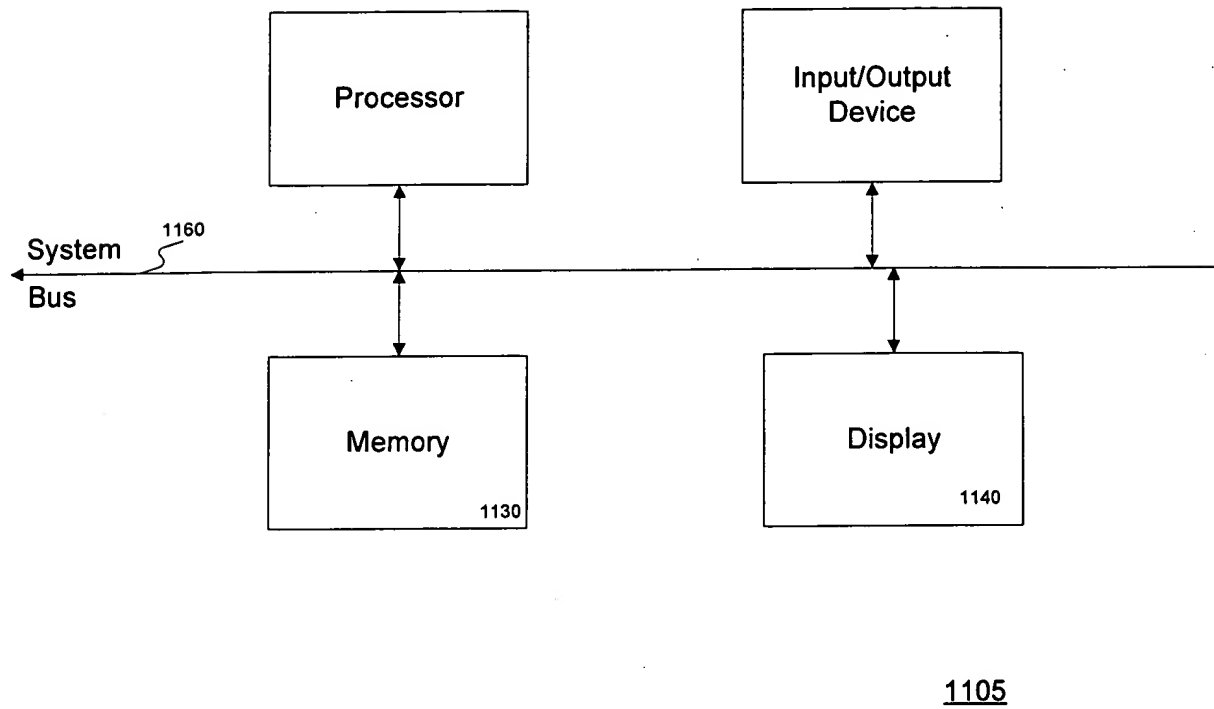 Processor
Input/Output
Device
1160
System
Bus
Memory
1130
Display
1140
1105